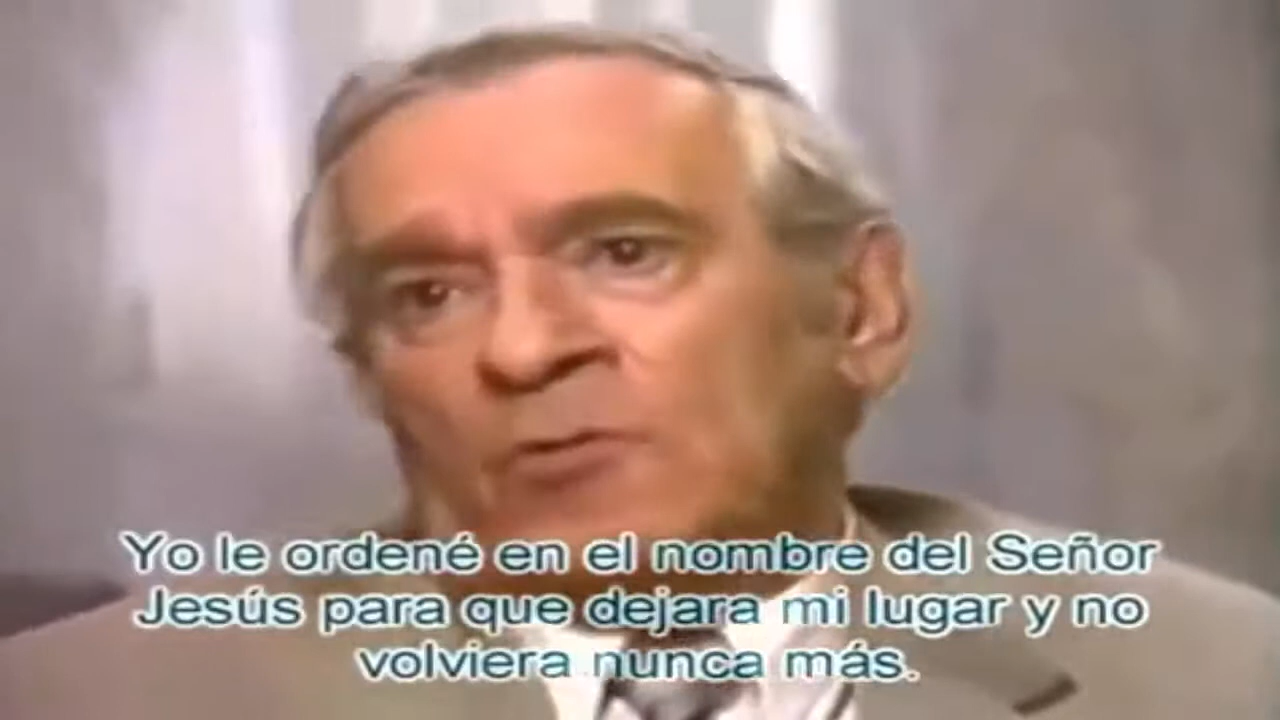 Yo le ordené en el nombre del Señor
Jesús para que dejara mi lugar y no
volviera nunca más.